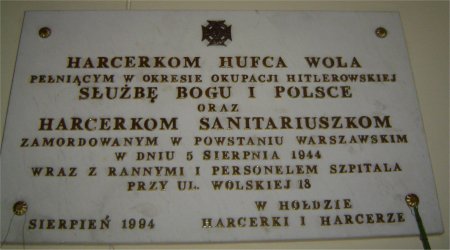 HARCERKOM HUFCA WOLA
PEŁNIĄCYM W OKRESIE OKUPACJI HITLEROWSKIEJ
SŁUŻBĘ BOGU I POLSCE
ORAZ
HARCERKOM SANITARIUSZKOM
ZAMORDOWANYM W POWSTANIU WARSZAWSKIM
W DNIU 5 SIERPNIA 1944
WRAZ Z RANNYMI I PERSONELEM SZPITALA
PRZY UL. WOLSKIEJ 18
W HOŁDZIE
SIERPIEŃ 1994 HARCERKI I HARCERZE